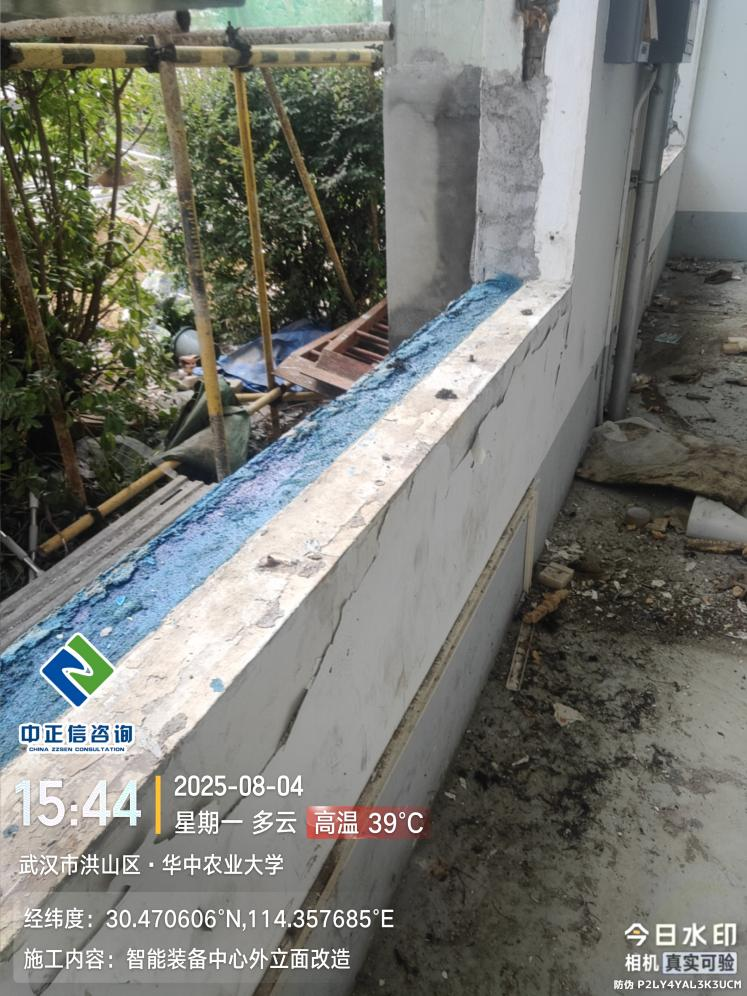 中正信咨询
CHINA ZZSEN CONSULTATION
15:44
2025-08-04
星期一 多云 高温 39°C
武汉市洪山区·华中农业大学
经纬度：30.470606°N,114.357685°E
施工内容：智能装备中心外立面改造
今日水印
相机 真实可验
防伪 P2LY4YAL3K3UCM